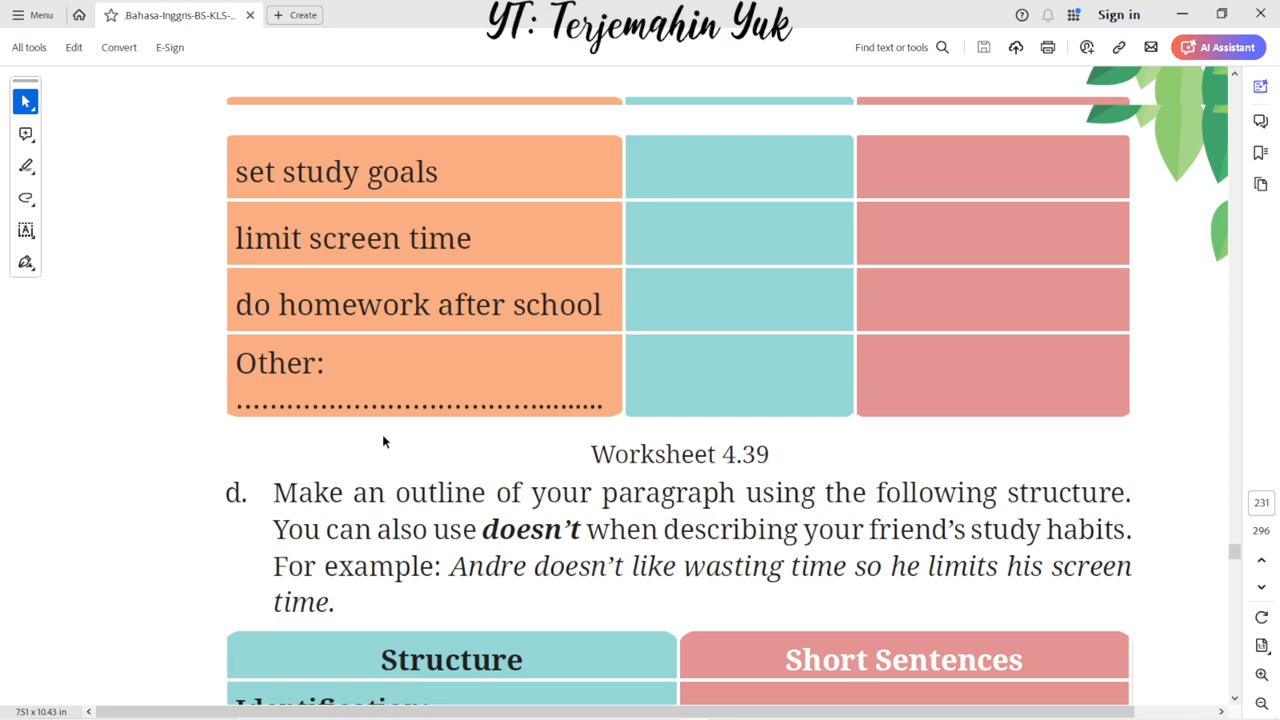 Menu
.Bahasa-Inggris-BS-KLS-...
Create
YT: Terjemahin Yuk
Sign in
All tools Edit Convert E-Sign
Find text or tools
AI Assistant
set study goals
limit screen time
do homework after school
Other:
............................................
Worksheet 4.39
d. Make an outline of your paragraph using the following structure.
You can also use doesn't when describing your friend's study habits.
For example: Andre doesn't like wasting time so he limits his screen
time.
Structure Short Sentences
Identification:
231
296
7.51 x 10.43 in